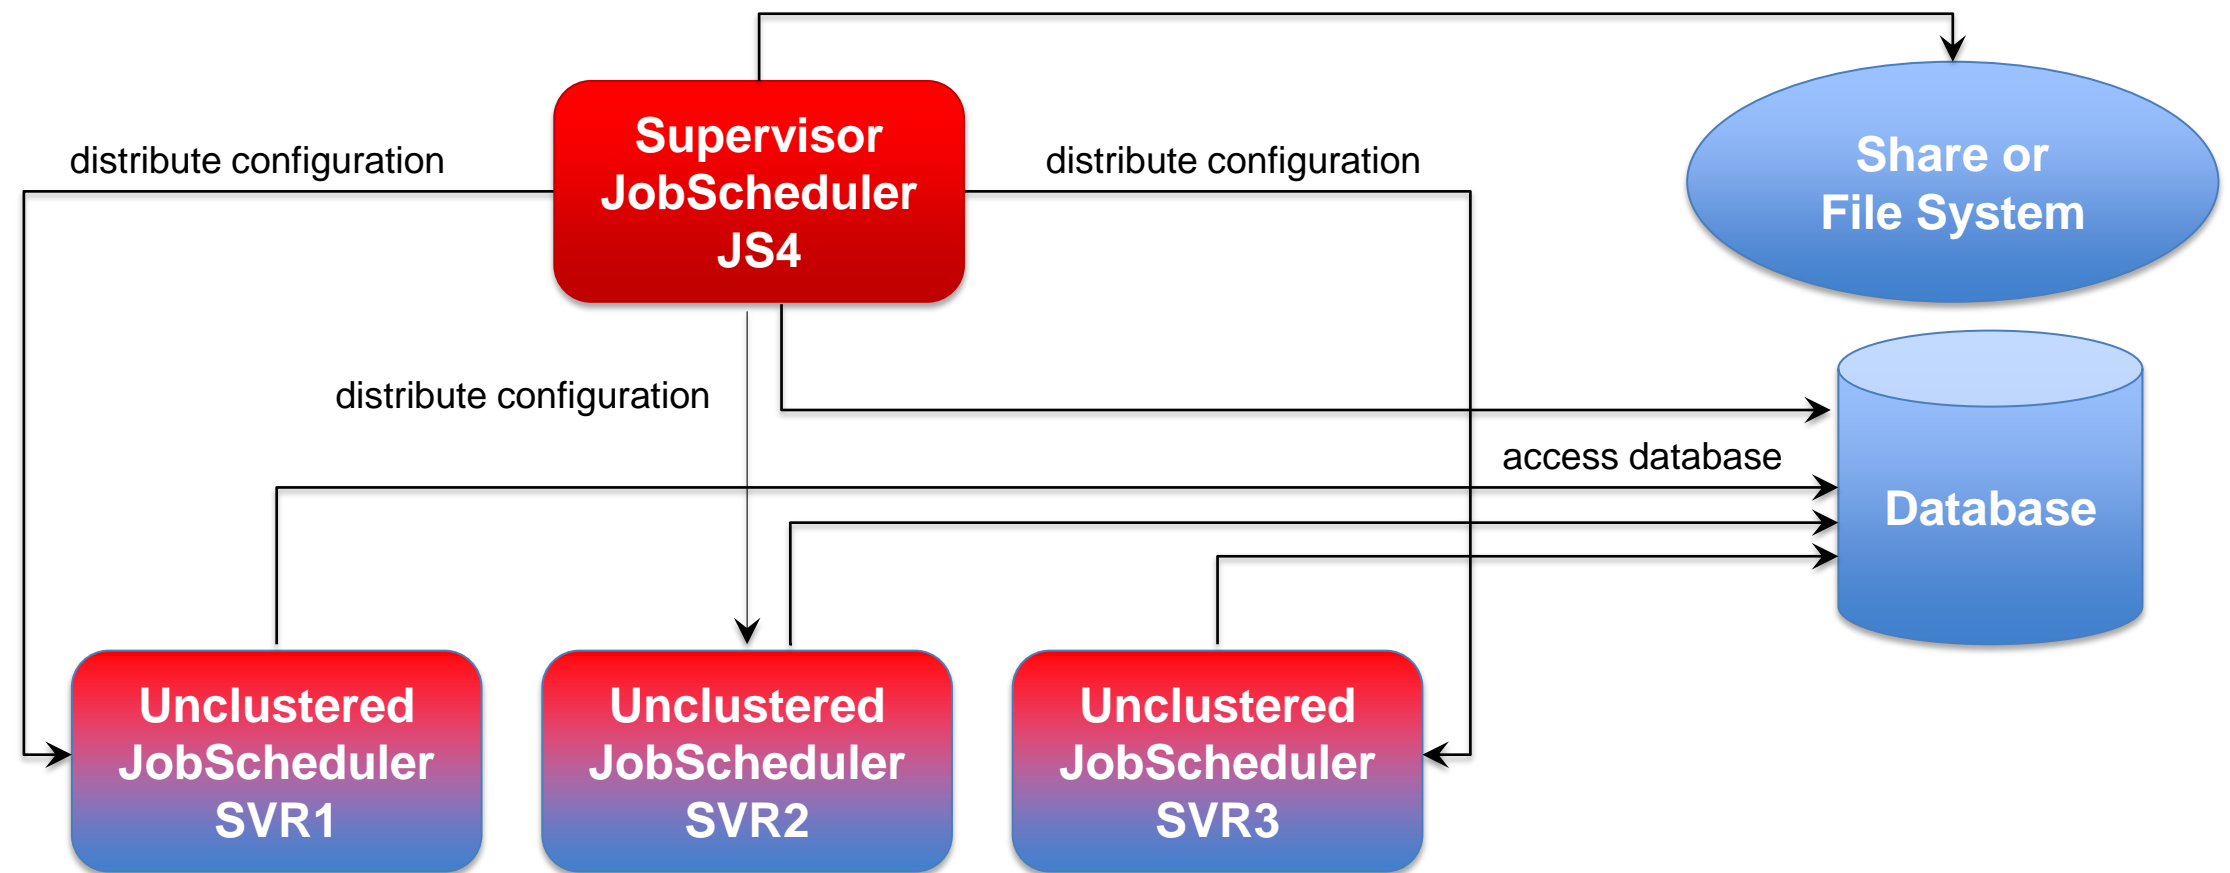 Supervisor
JobScheduler
JS4
distribute configuration
distribute configuration
Share or
File System
distribute configuration
access database
Database
Unclustered
JobScheduler
SVR1
Unclustered
JobScheduler
SVR2
Unclustered
JobScheduler
SVR3